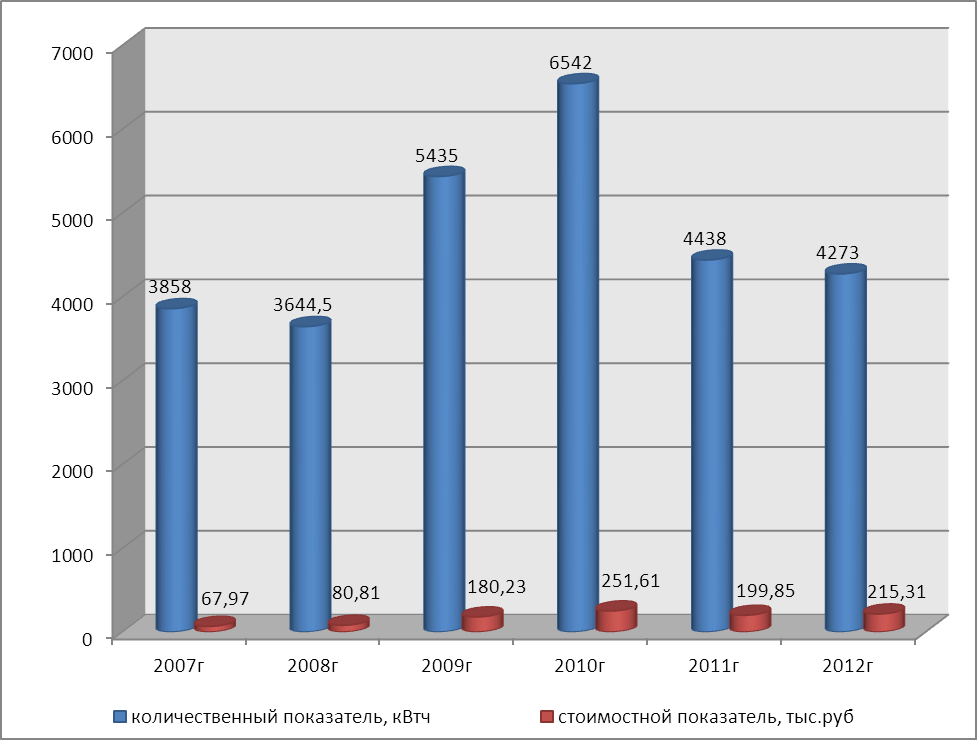 7000
6000
5000
4000
3000
2000
1000
0
3858
3644,5
5435
6542
4438
4273
67,97
80,81
180,23
251,61
199,85
215,31
2007г
2008г
2009г
2010г
2011г
2012г
количественный показатель, кВтч
стоимостной показатель, тыс.руб